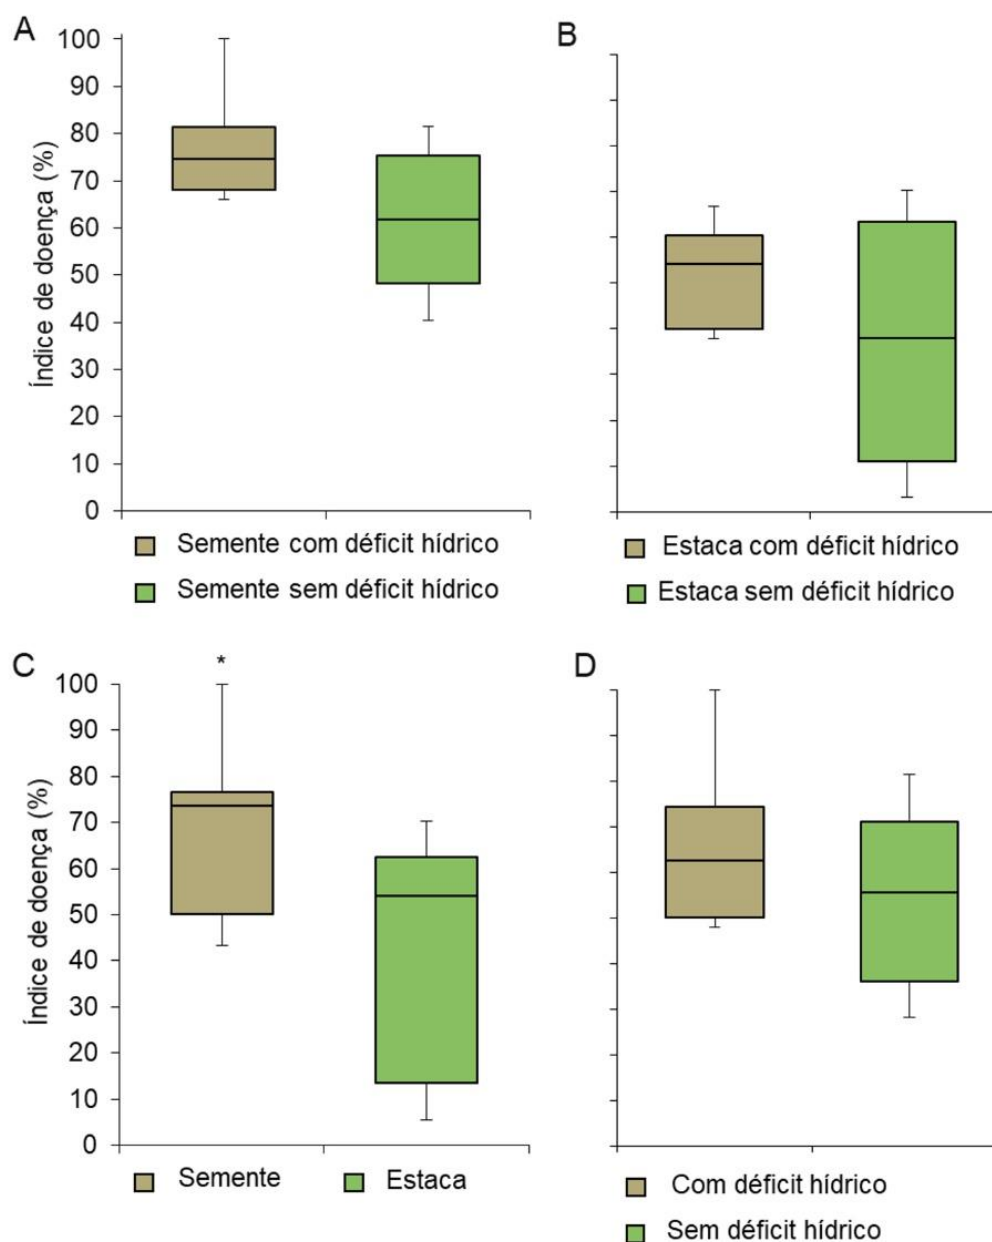 A
B
Índice de doença (%)
100
90
80
70
60
50
40
30
20
10
0
Semente com déficit hídrico
Semente sem déficit hídrico
Estaca com déficit hídrico
Estaca sem déficit hídrico
C
D
*
Índice de doença (%)
100
90
80
70
60
50
40
30
20
10
0
Semente Estaca
Com déficit hídrico
Sem déficit hídrico